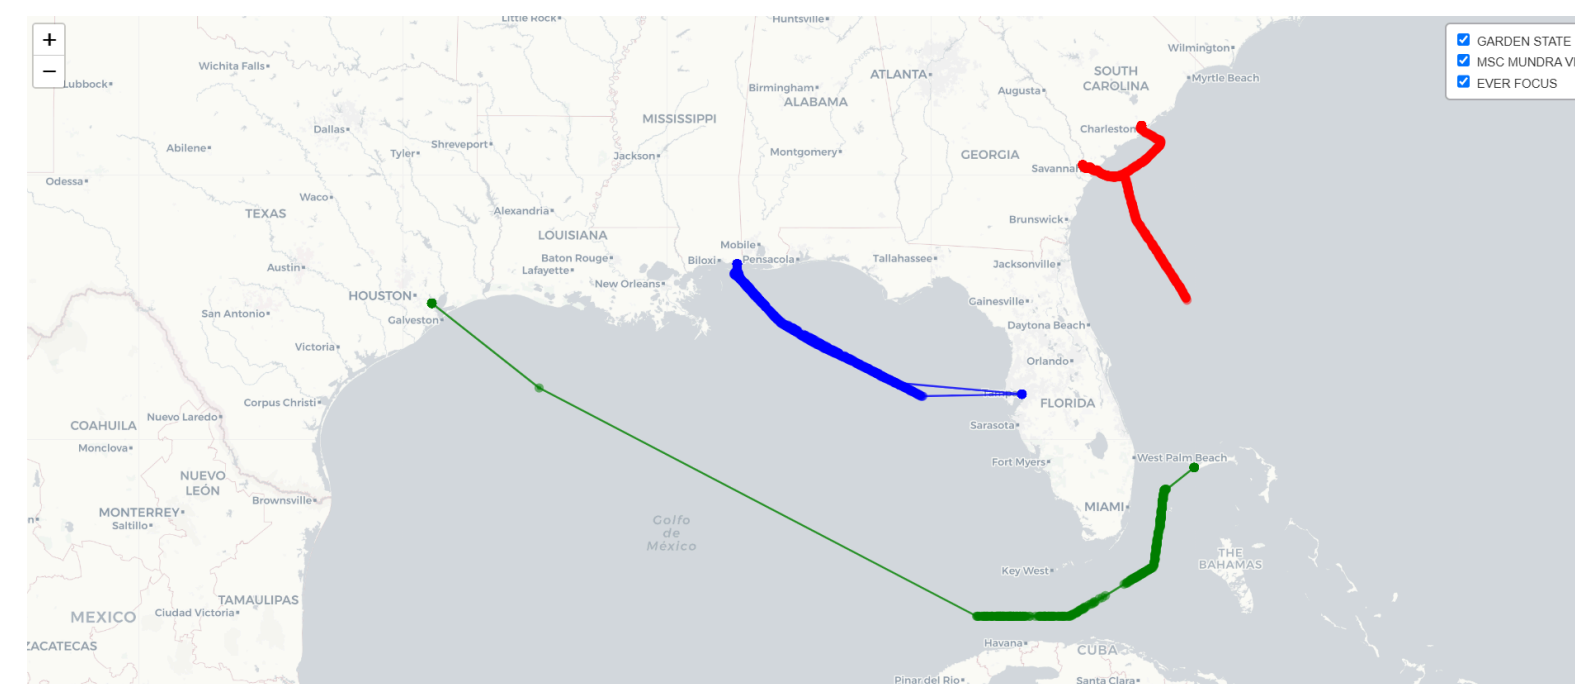 +
−
GARDEN STATE
MSC MUNDRA
EVER FOCUS
Little Rock
Huntsville
Wilmington
Wichita Falls
ATLANTA
SOUTH
CAROLINA
Myrtle Beach
Lubbock
Birmingham
ALABAMA
Augusta
MISSISSIPPI
Charleston
Dallas
Shreveport
Abilene
Tyler
Jackson
Montgomery
GEORGIA
Savannah
Odessa
Waco
TEXAS
Alexandria
Brunswick
LOUISIANA
Mobile
Baton Rouge
Biloxi
Pensacola
Tallahassee
Jacksonville
Austin
Lafayette
New Orleans
HOUSTON
Gainesville
San Antonio
Galveston
Daytona Beach
Victoria
Orlando
Corpus Christi
FLORIDA
Nuevo Laredo
COAHUILA
Sarasota
Monclova
Fort Myers
West Palm Beach
NUEVO
LEÓN
Brownsville
MONTERREY
MIAMI
Saltillo
Golfo
de
México
THE
BAHAMAS
Key West
TAMAULIPAS
MEXICO
Ciudad Victoria
ZACATECAS
Havana
CUBA
Pinar del Río
Santa Clara